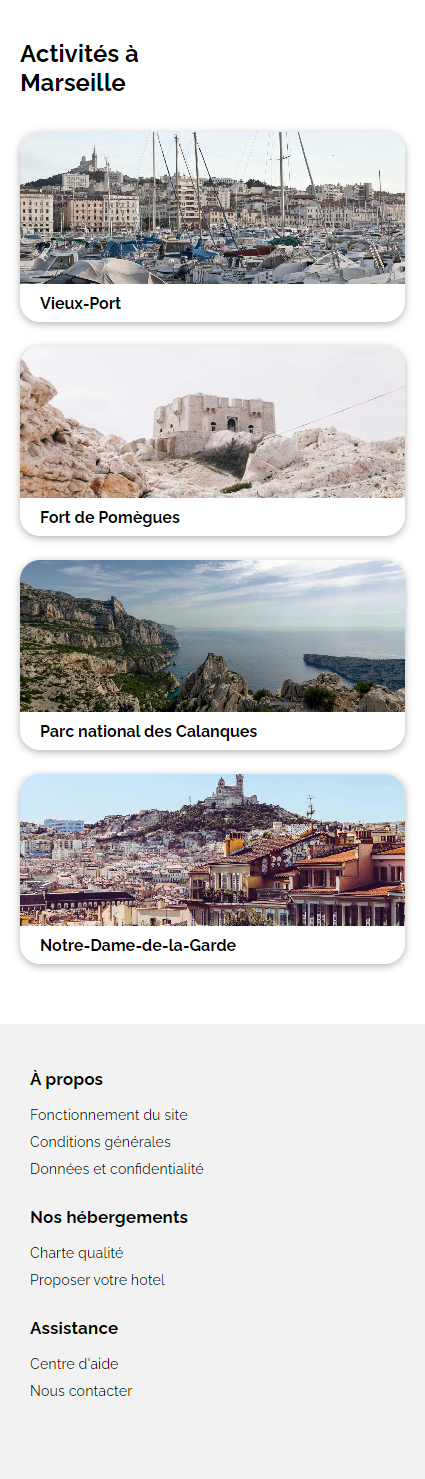 Activités à
Marseille
Vieux-Port
Fort de Pomègues
Parc national des Calanques
Notre-Dame-de-la-Garde
À propos
Fonctionnement du site
Conditions générales
Données et confidentialité
Nos hébergements
Charte qualité
Proposer votre hotel
Assistance
Centre d'aide
Nous contacter